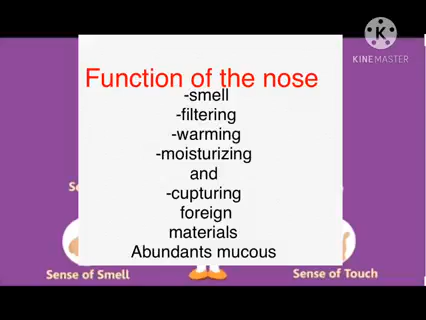 K
KINEMASTER
Function of the nose
-smell
-filtering
-warming
-moisturizing
and
-cupturing
foreign
materials
Abundants mucous
Sense of Smell
Sense of Touch